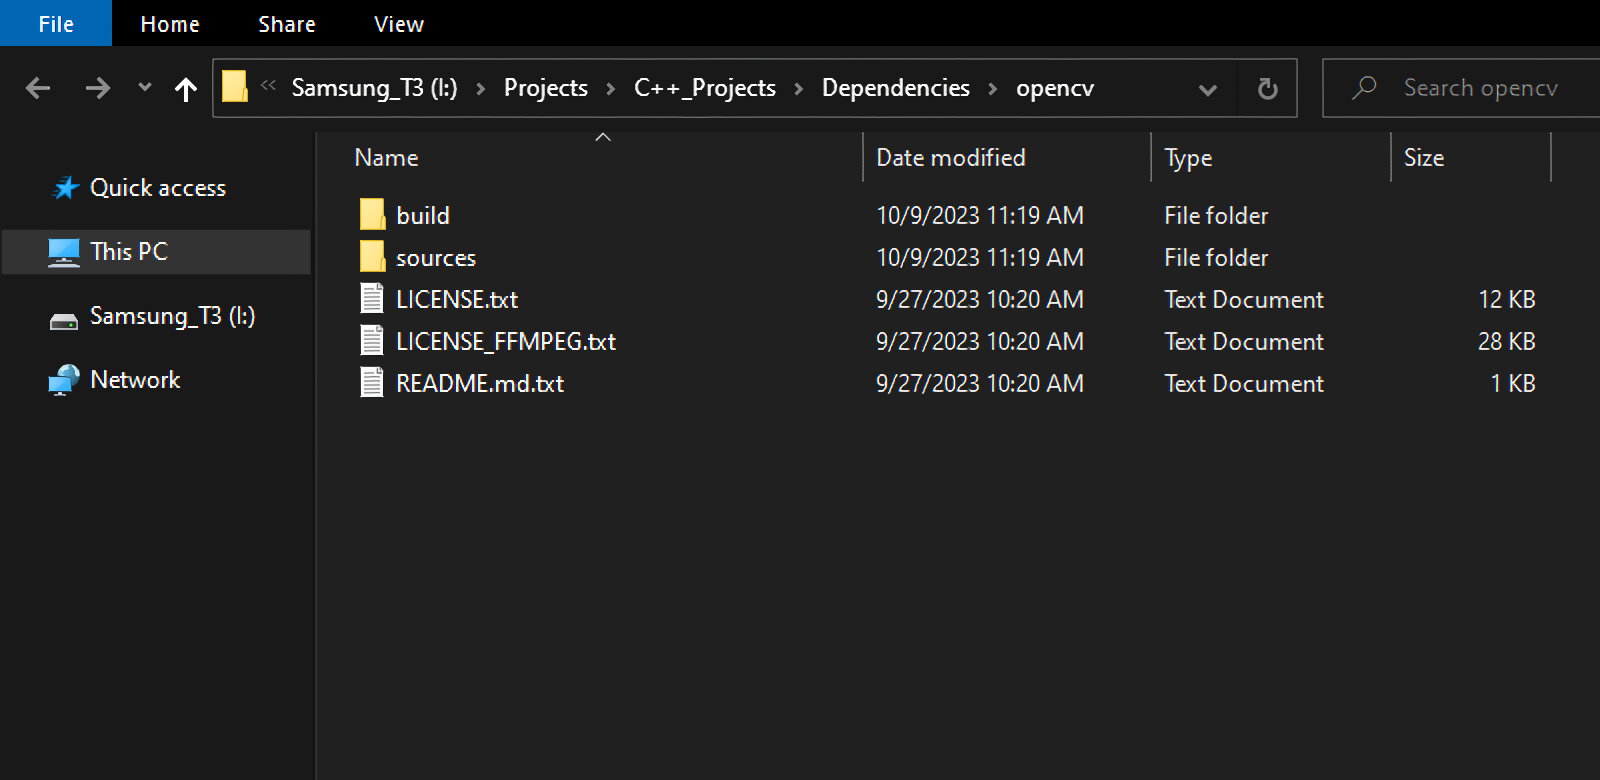 File Home Share View
« Samsung_T3 (I:) > Projects > C++_Projects > Dependencies > opencv Search opencv
Name Date modified Type Size
Quick access
This PC
Samsung_T3 (I:)
Network
build 10/9/2023 11:19 AM File folder
sources 10/9/2023 11:19 AM File folder
LICENSE.txt 9/27/2023 10:20 AM Text Document 12 KB
LICENSE_FFMPEG.txt 9/27/2023 10:20 AM Text Document 28 KB
README.md.txt 9/27/2023 10:20 AM Text Document 1 KB